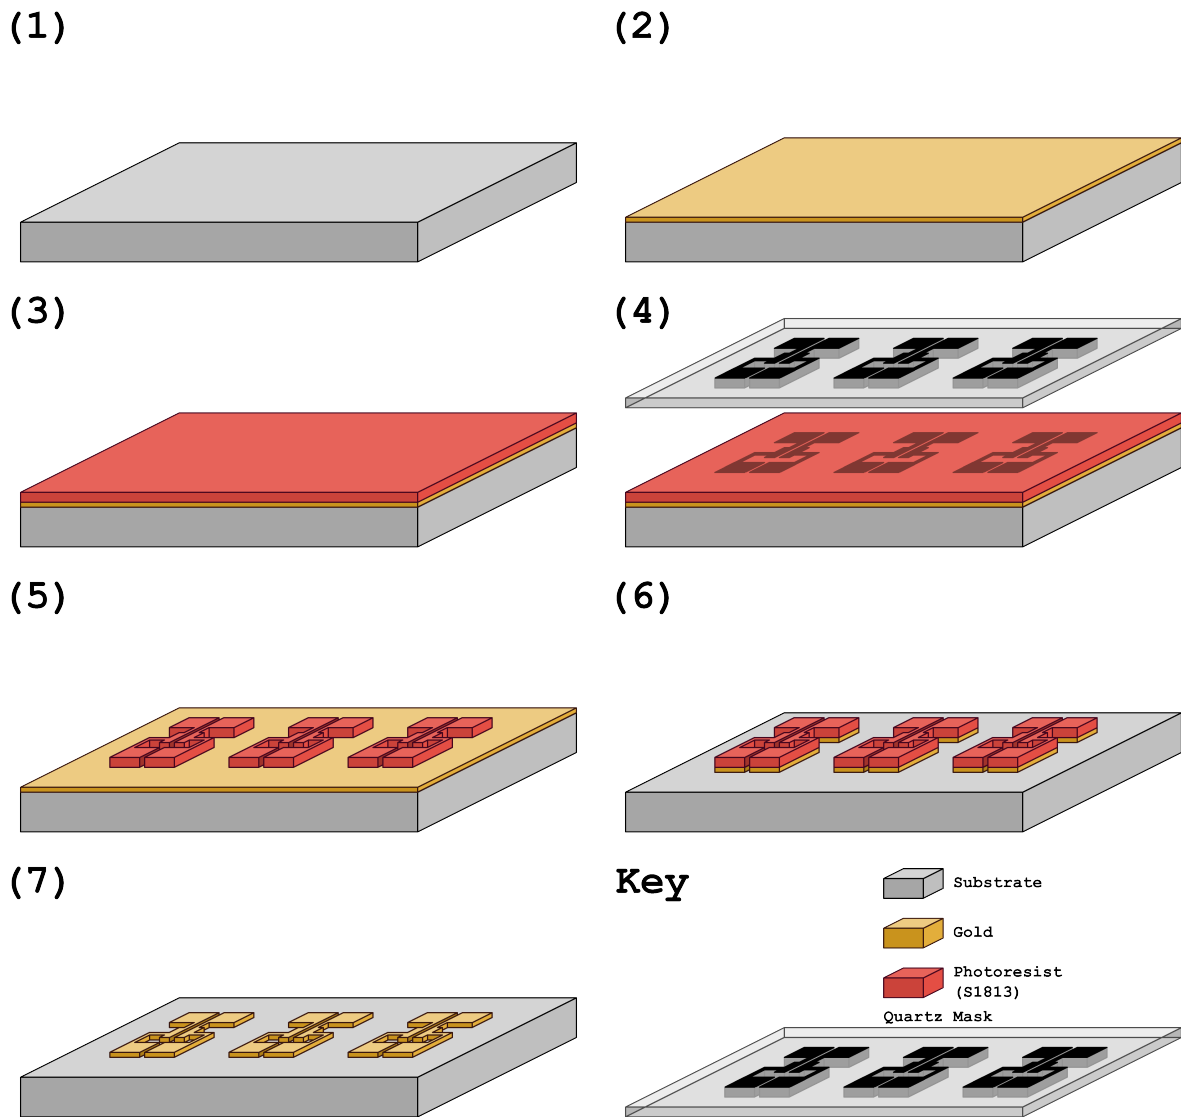 (1)
(2)
(3)
(4)
(5)
(6)
(7)
Key
Substrate
Gold
Photoresist
(S1813)
Quartz Mask